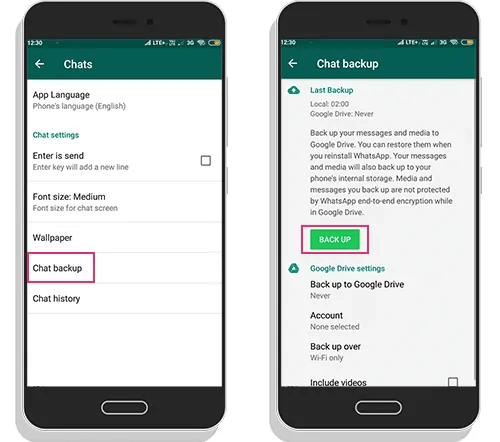 12:30
LTE+
3G
Chats
App Language
Phone's language (English)
Chat settings
Enter is send
Enter key will add a new line
Font size: Medium
Font size for chat screen
Wallpaper
Chat backup
Chat history
12:30
LTE+
3G
Chat backup
Last Backup
Local: 02:00
Google Drive: Never
Back up your messages and media to
Google Drive. You can restore them when
you reinstall WhatsApp. Your messages
and media will also back up to your
phone's internal storage. Media and
messages you back up are not protected
by WhatsApp end-to-end encryption while
in Google Drive.
BACK UP
Google Drive settings
Back up to Google Drive
Never
Account
None selected
Back up over
Wi-Fi only
Include videos